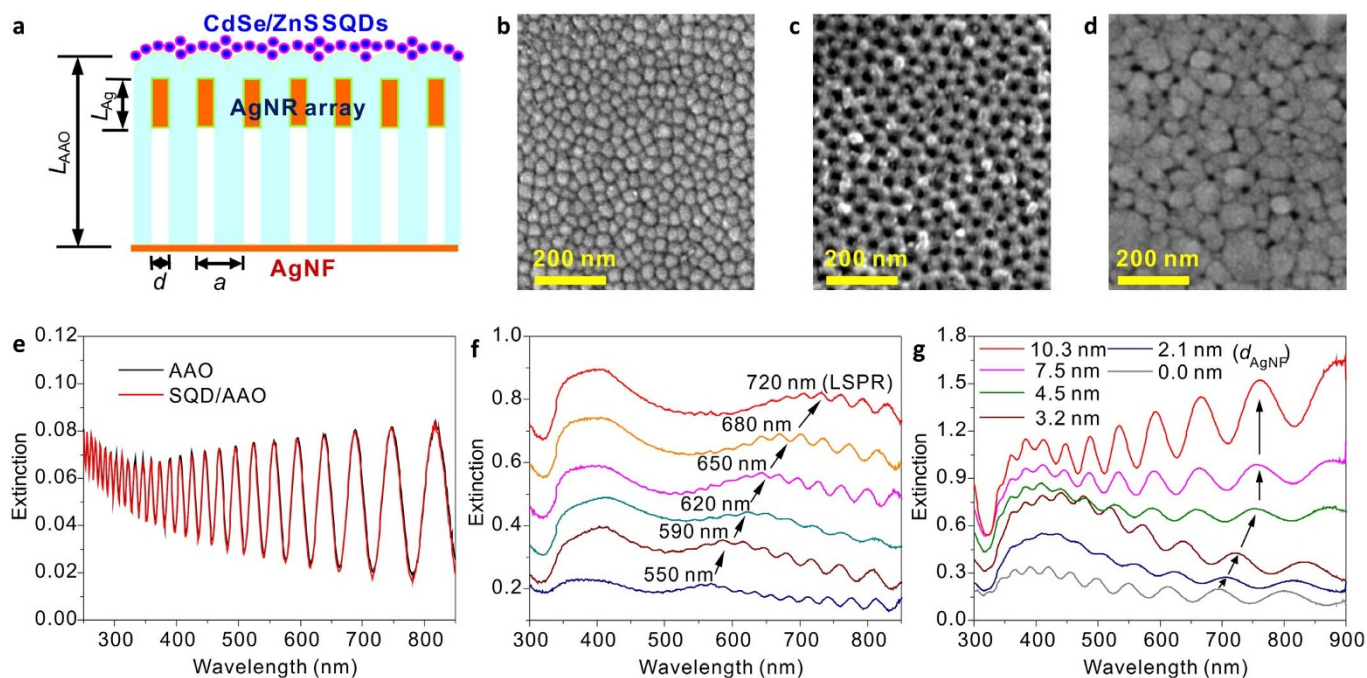 a
CdSe/ZnS SQDs
L_Ag
AgNR array
L_AAO
AgNF
d
a
b
200 nm
c
200 nm
d
200 nm
e
0.12
0.10
0.08
0.06
0.04
0.02
0.00
Extinction
AAO
SQD/AAO
300 400 500 600 700 800
Wavelength (nm)
f
1.0
0.8
0.6
0.4
0.2
Extinction
720 nm (LSPR)
680 nm
650 nm
620 nm
590 nm
550 nm
300 400 500 600 700 800
Wavelength (nm)
g
1.8
1.5
1.2
0.9
0.6
0.3
0.0
Extinction
10.3 nm
7.5 nm
4.5 nm
3.2 nm
2.1 nm
0.0 nm
(d_AgNF)
300 400 500 600 700 800 900
Wavelength (nm)